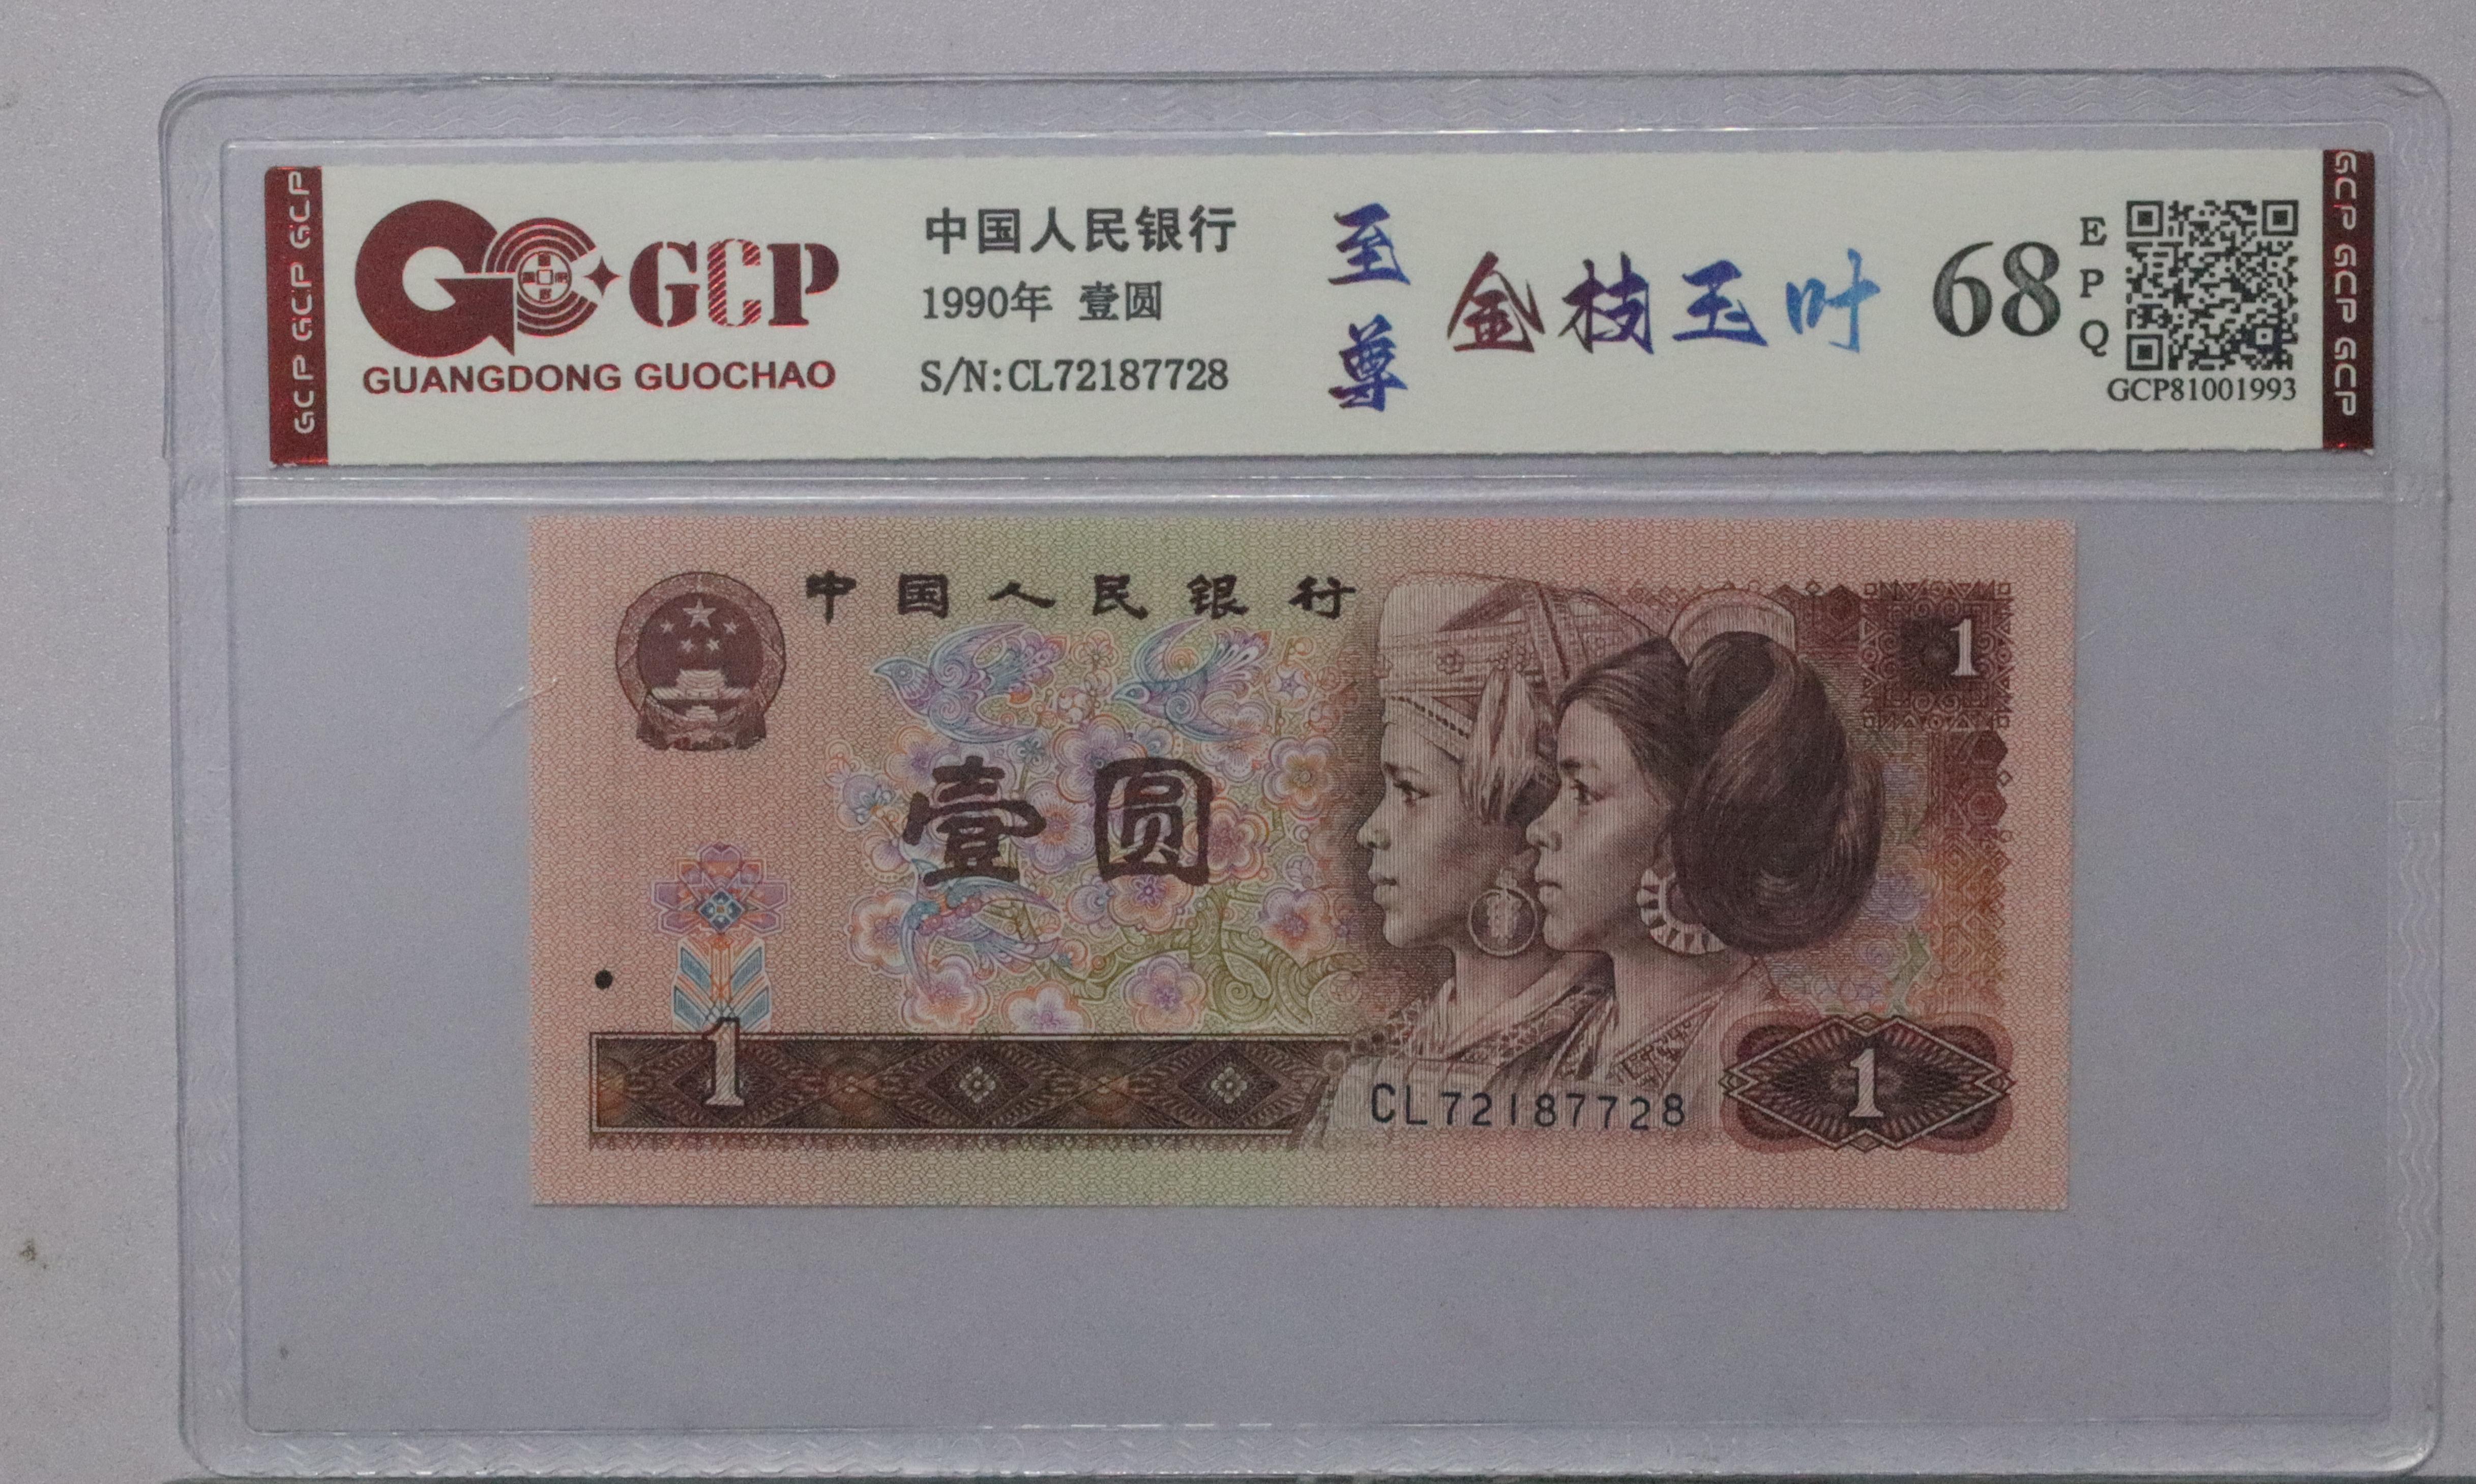 GCP GCP GCP
GCP
GUANGDONG GUOCHAO
中国人民银行
1990年 壹圆
S/N:CL72187728
至尊
金枝玉叶
68
EPQ
GCP81001993
GCP GCP GCP
中国人民银行
1
壹圆
1
CL72187728
1